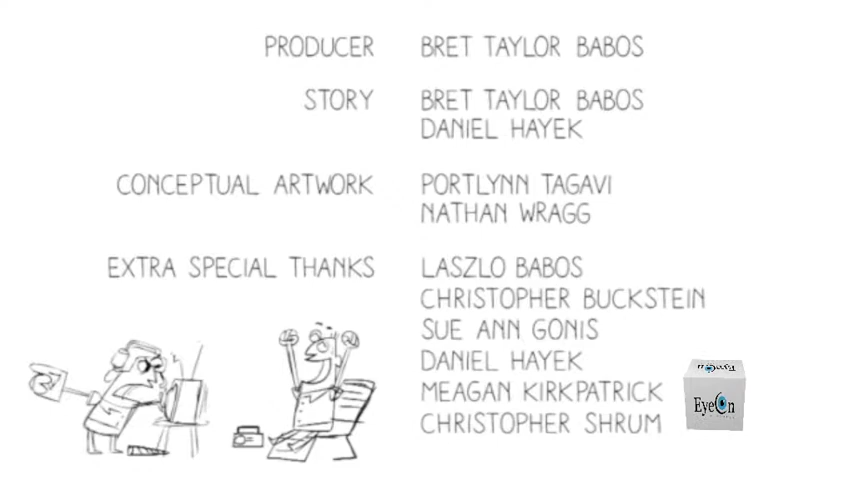 PRODUCER BRET TAYLOR BABOS
STORY BRET TAYLOR BABOS
DANIEL HAYEK
CONCEPTUAL ARTWORK PORTLYNN TAGAVI
NATHAN WRAGG
EXTRA SPECIAL THANKS LASZLO BABOS
CHRISTOPHER BUCKSTEIN
SUE ANN GONIS
DANIEL HAYEK
MEAGAN KIRKPATRICK
CHRISTOPHER SHRUM
EyeOn